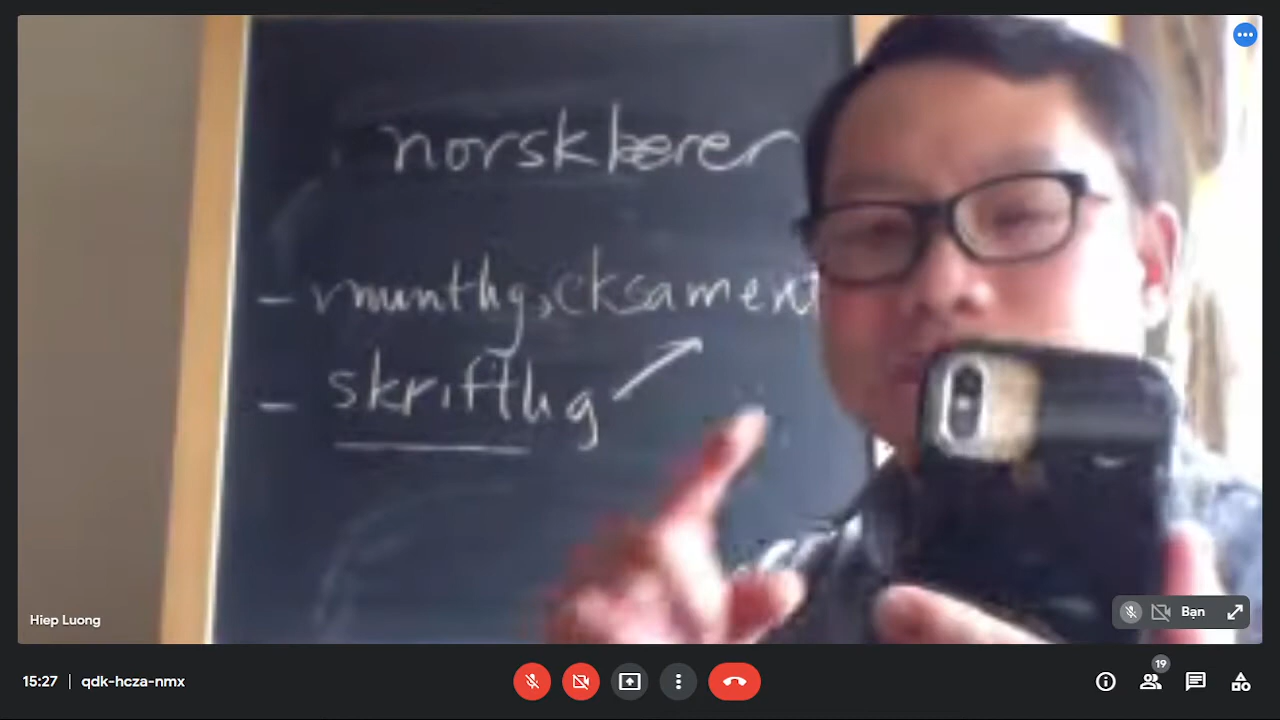 norsklærer
- muntlig, eksamen
- skriftlig
Hiep Luong
Bạn
15:27 | qdk-hcza-nmx
19